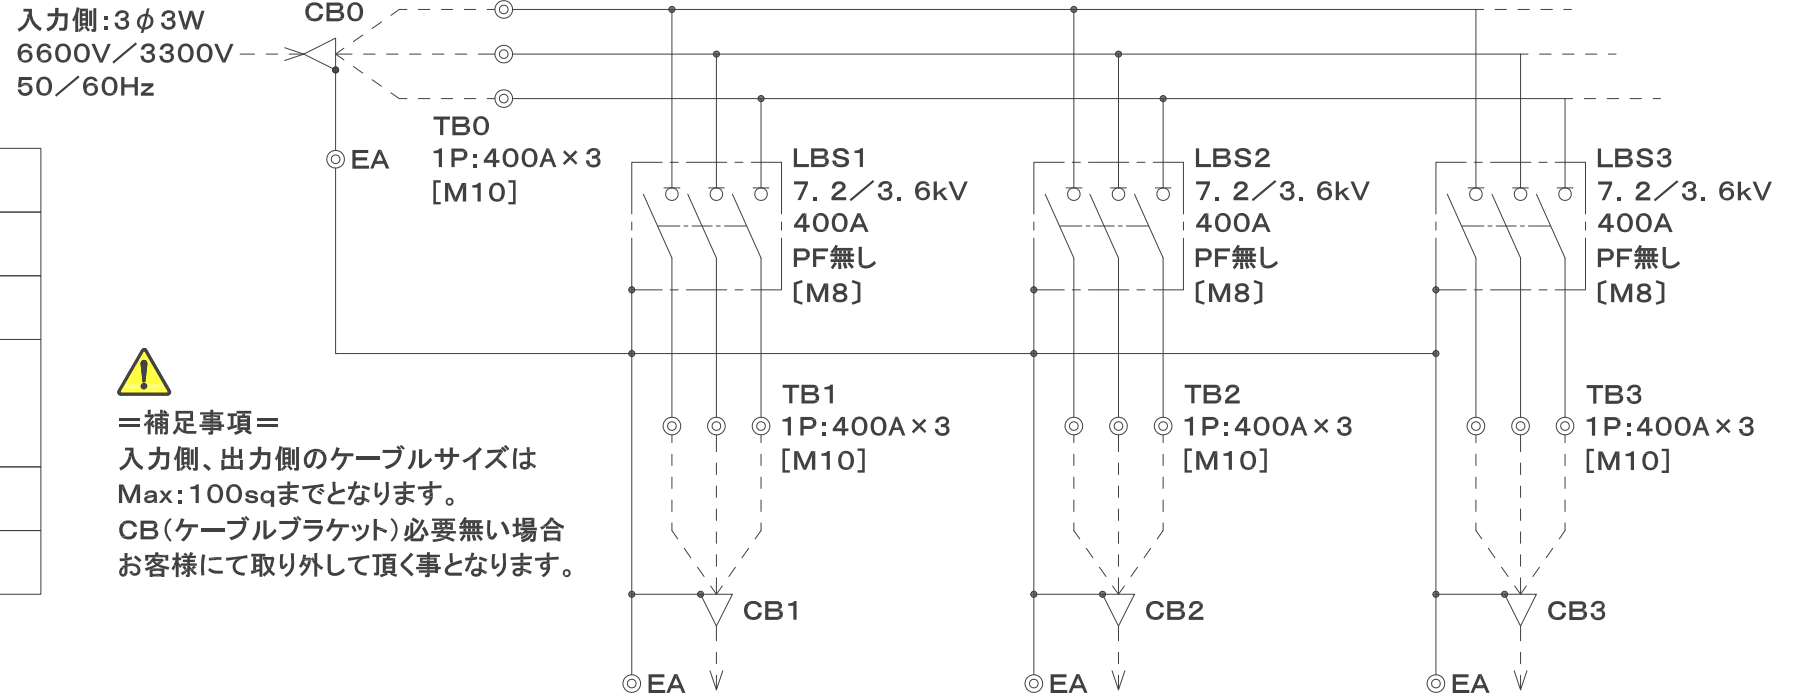 入力側:3φ3W
6600V／3300V
50／60Hz
CB0
EA
TB0
1P:400A×3
[M10]
LBS1
7.2／3.6kV
400A
PF無し
〔M8〕
LBS2
7.2／3.6kV
400A
PF無し
〔M8〕
LBS3
7.2／3.6kV
400A
PF無し
〔M8〕
TB1
1P:400A×3
[M10]
TB2
1P:400A×3
[M10]
TB3
1P:400A×3
[M10]
＝補足事項＝
入力側、出力側のケーブルサイズは
Max:100sqまでとなります。
CB(ケーブルブラケット)必要無い場合
お客様にて取り外して頂く事となります。
CB1
CB2
CB3
EA
EA
EA